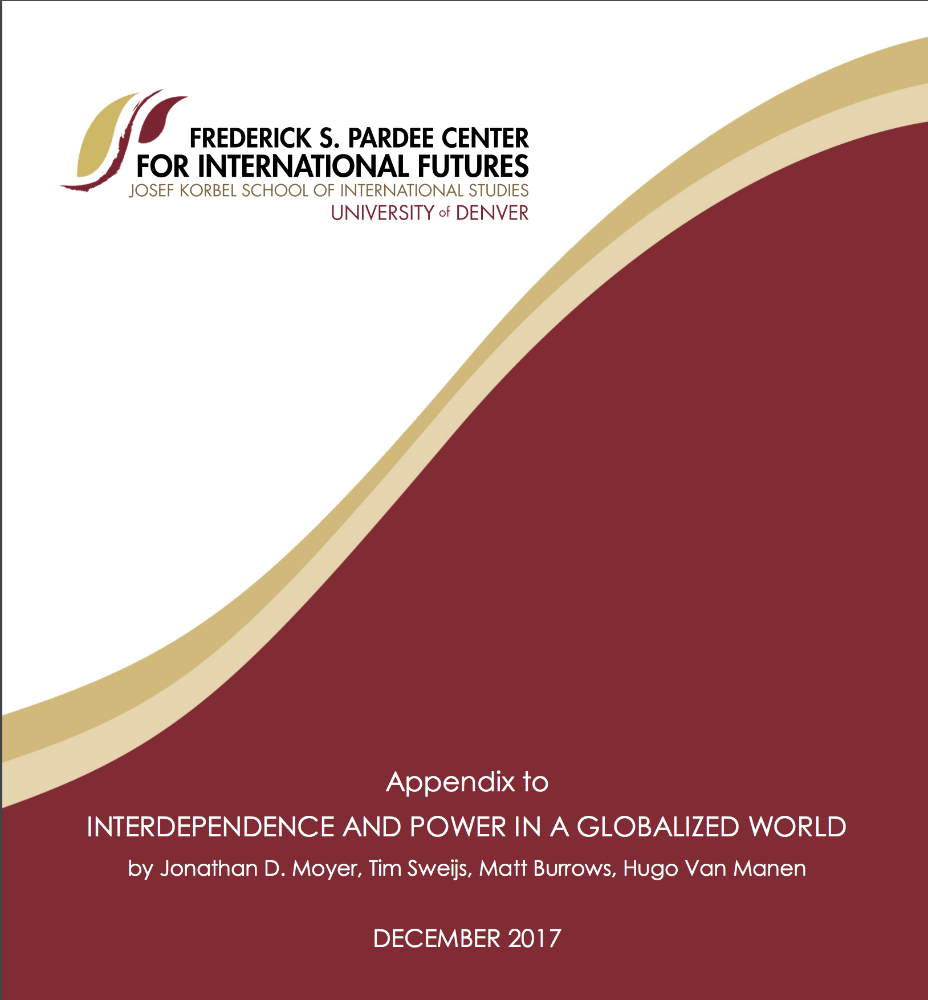 FREDERICK S. PARDEE CENTER
FOR INTERNATIONAL FUTURES
JOSEF KORBEL SCHOOL OF INTERNATIONAL STUDIES
UNIVERSITY of DENVER
Appendix to
INTERDEPENDENCE AND POWER IN A GLOBALIZED WORLD
by Jonathan D. Moyer, Tim Sweijs, Matt Burrows, Hugo Van Manen
DECEMBER 2017